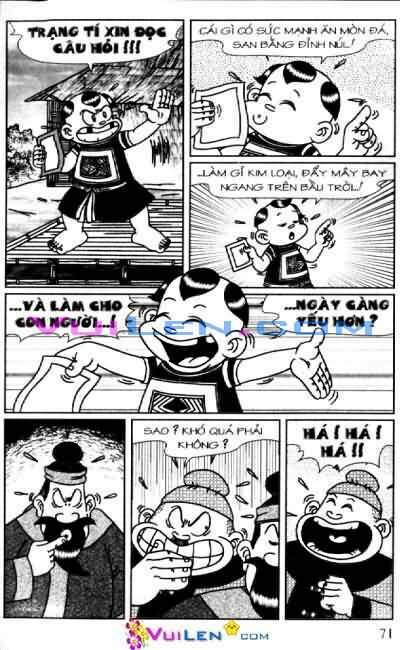 TRẠNG TÍ XIN ĐỌC
CÂU HỎI!!!
CÁI GÌ CÓ SỨC MẠNH ĂN MÒN ĐÁ,
SAN BẰNG ĐỈNH NÚI..!
...LÀM GỈ KIM LOẠI, ĐẨY MÂY BAY
NGANG TRÊN BẦU TRỜI..!
...VÀ LÀM CHO
CON NGƯỜI...!
...NGÀY CÀNG
YẾU HƠN?
VUILEN.COM
SAO? KHÓ QUÁ PHẢI
KHÔNG?
HÁ! HÁ!
HÁ!!
71
VUILEN.COM